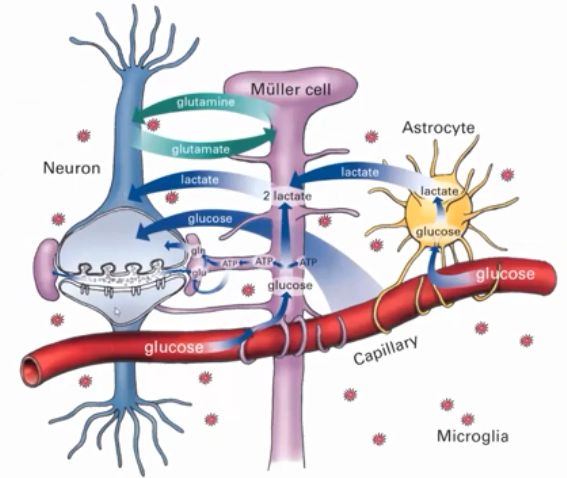 Müller cell
glutamine
glutamate
Astrocyte
Neuron
lactate
lactate
lactate
2 lactate
glucose
glucose
gln
glu
ATP
ATP
ATP
glucose
glucose
glucose
Capillary
Microglia